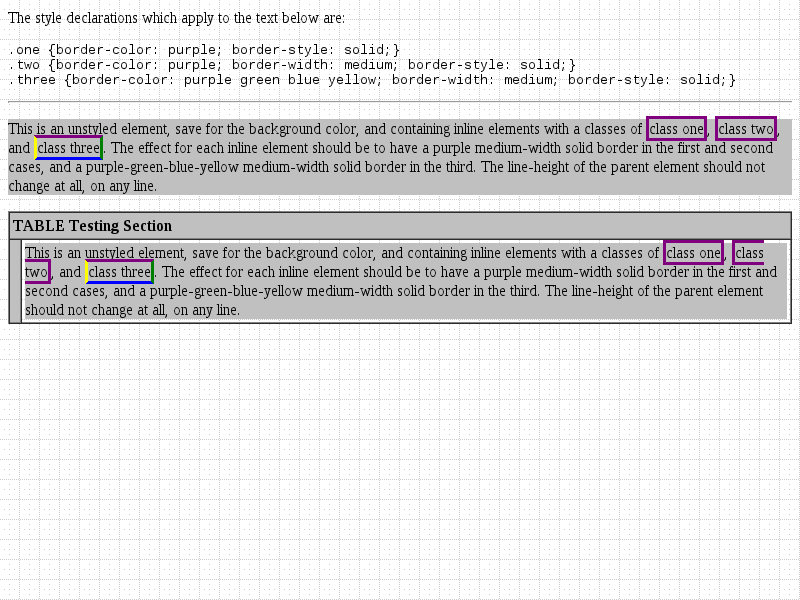 The style declarations which apply to the text below are:
.one {border-color: purple; border-style: solid;}
.two {border-color: purple; border-width: medium; border-style: solid;}
.three {border-color: purple green blue yellow; border-width: medium; border-style: solid;}
This is an unstyled element, save for the background color, and containing inline elements with a classes of class one, class two,
and class three. The effect for each inline element should be to have a purple medium-width solid border in the first and second
cases, and a purple-green-blue-yellow medium-width solid border in the third. The line-height of the parent element should not
change at all, on any line.
TABLE Testing Section
This is an unstyled element, save for the background color, and containing inline elements with a classes of class one, class
two, and class three. The effect for each inline element should be to have a purple medium-width solid border in the first and
second cases, and a purple-green-blue-yellow medium-width solid border in the third. The line-height of the parent element
should not change at all, on any line.